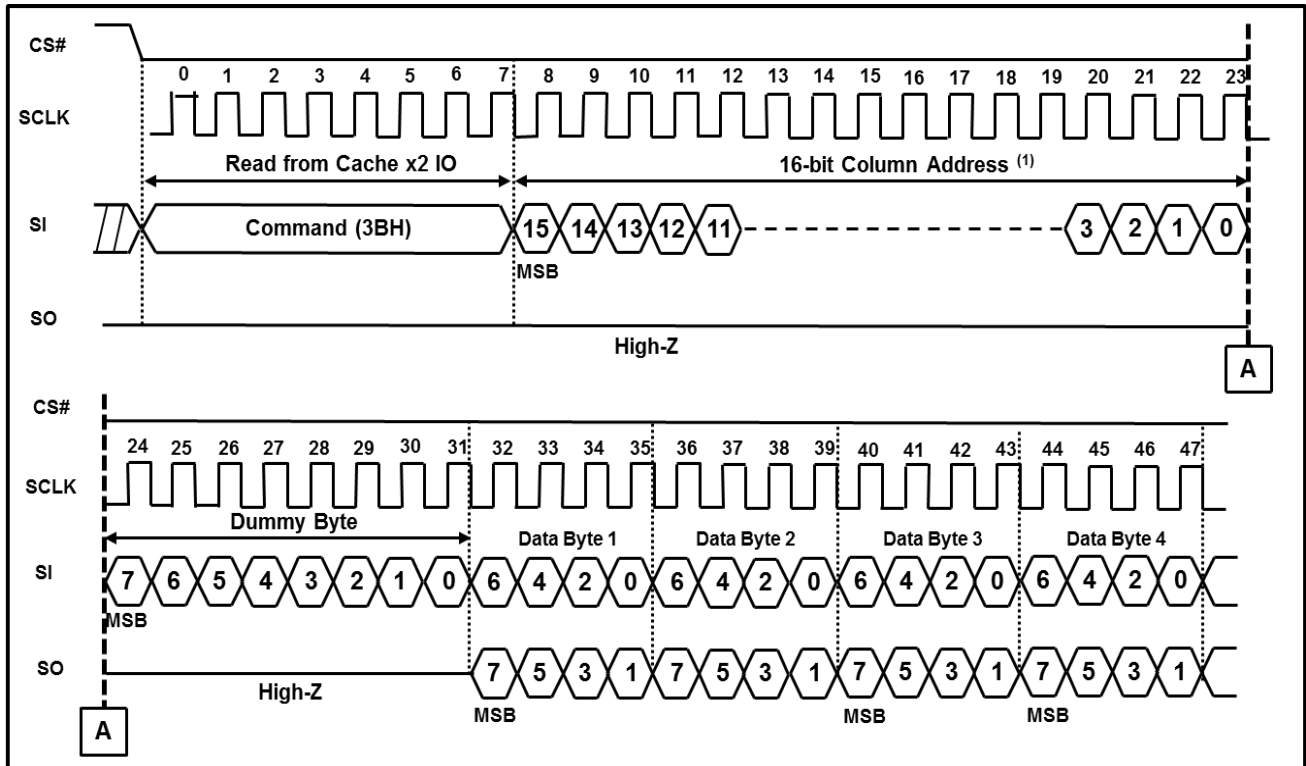 CS#
0 1 2 3 4 5 6 7 8 9 10 11 12 13 14 15 16 17 18 19 20 21 22 23
SCLK
Read from Cache x2 IO 16-bit Column Address (1)
SI Command (3BH) 15 14 13 12 11 3 2 1 0
MSB
SO
High-Z
A
CS#
24 25 26 27 28 29 30 31 32 33 34 35 36 37 38 39 40 41 42 43 44 45 46 47
SCLK
Dummy Byte Data Byte 1 Data Byte 2 Data Byte 3 Data Byte 4
SI 7 6 5 4 3 2 1 0 6 4 2 0 6 4 2 0 6 4 2 0 6 4 2 0
MSB
SO 7 5 3 1 7 5 3 1 7 5 3 1 7 5 3 1
High-Z
MSB MSB MSB
A